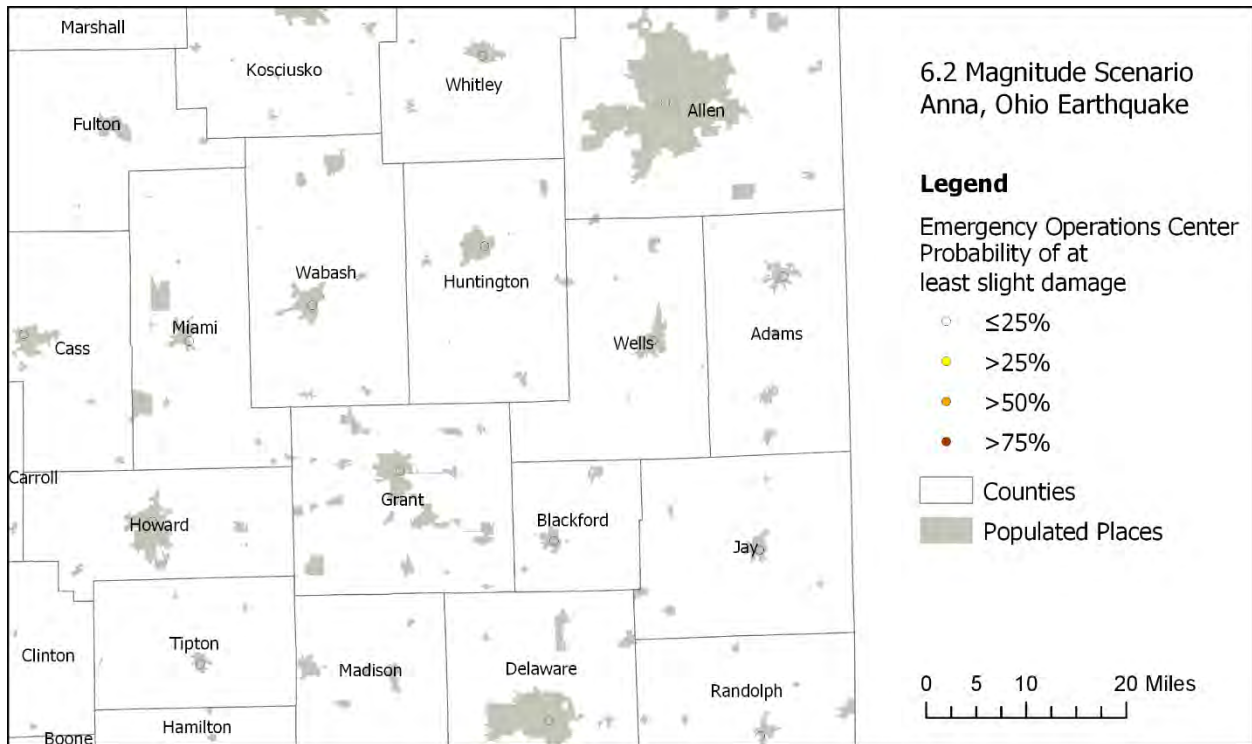 Marshall
Kosciusko
Whitley
Allen
Fulton
Wabash
Huntington
Miami
Cass
Wells
Adams
Carroll
Howard
Grant
Blackford
Jay
Clinton
Tipton
Madison
Delaware
Randolph
Hamilton
Boone
6.2 Magnitude Scenario
Anna, Ohio Earthquake
Legend
Emergency Operations Center
Probability of at
least slight damage
≤25%
>25%
>50%
>75%
Counties
Populated Places
0 5 10 20 Miles